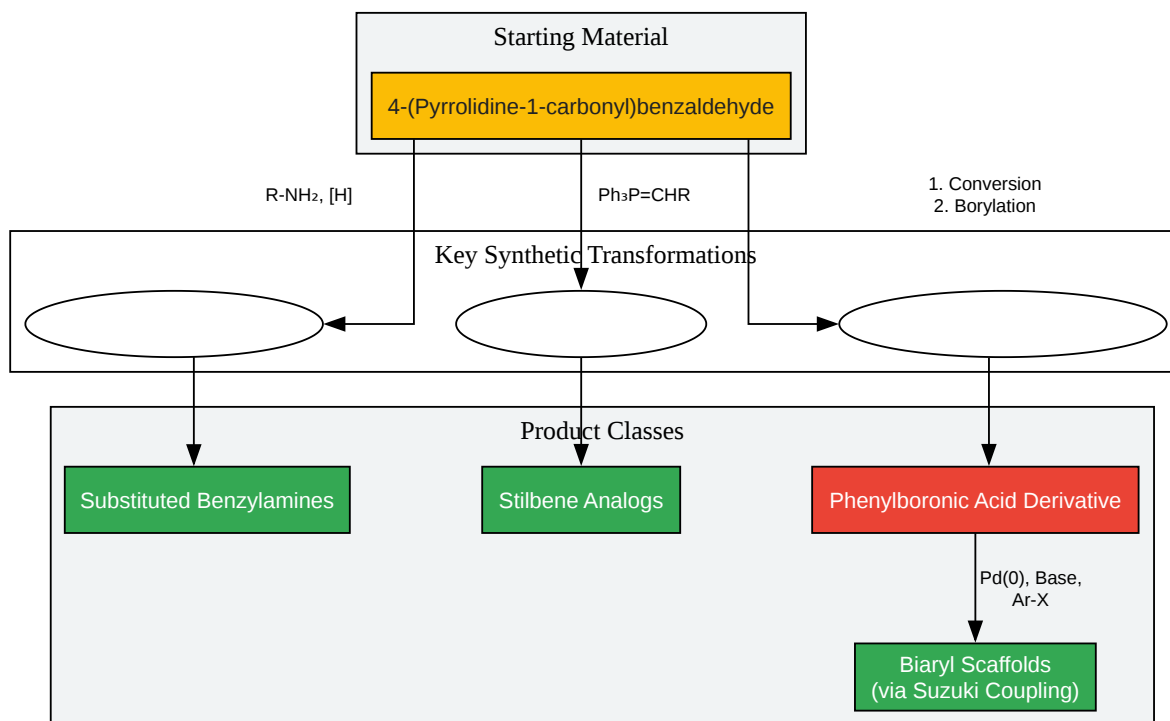 Starting Material
4-(Pyrrolidine-1-carbonyl)benzaldehyde
R-NH₂, [H]
Ph₃P=CHR
1. Conversion
2. Borylation
Key Synthetic Transformations
Product Classes
Substituted Benzylamines
Stilbene Analogs
Phenylboronic Acid Derivative
Pd(0), Base,
Ar-X
Biaryl Scaffolds
(via Suzuki Coupling)